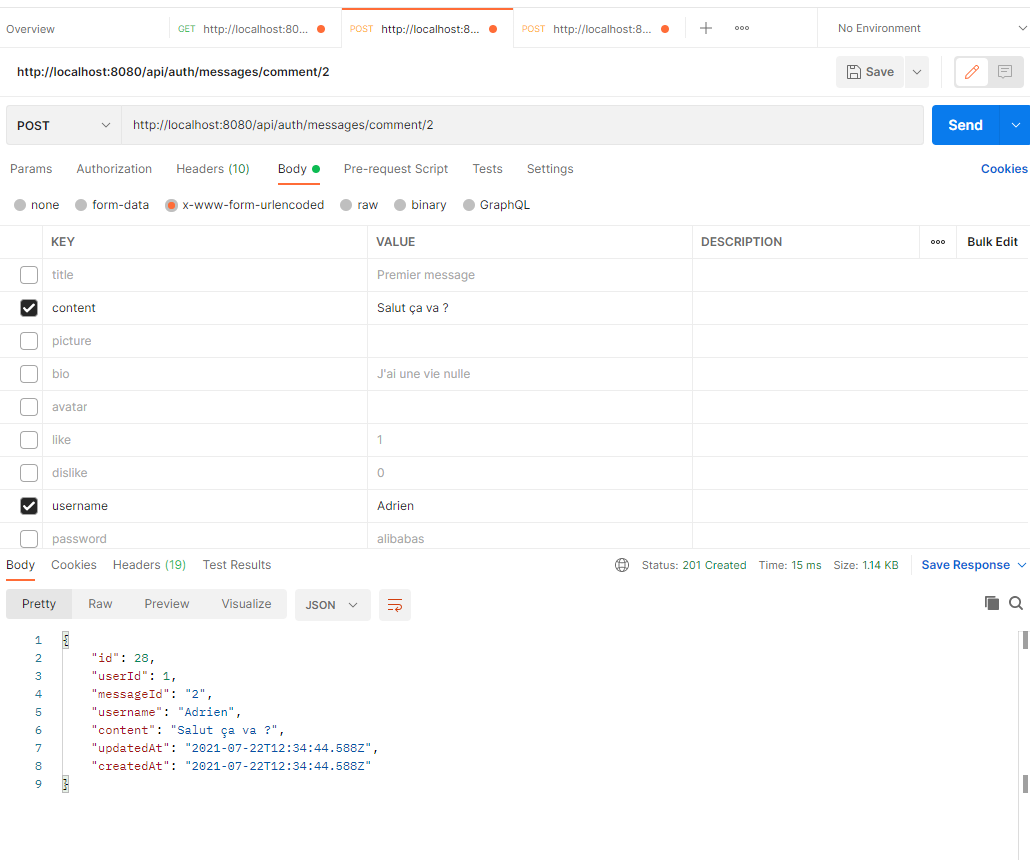 Overview GET http://localhost:80... POST http://localhost:8... POST http://localhost:8... No Environment
http://localhost:8080/api/auth/messages/comment/2 Save
POST http://localhost:8080/api/auth/messages/comment/2 Send
Params Authorization Headers (10) Body Pre-request Script Tests Settings Cookies
none form-data x-www-form-urlencoded raw binary GraphQL
KEY VALUE DESCRIPTION Bulk Edit
title Premier message
content Salut ça va ?
picture
bio J'ai une vie nulle
avatar
like 1
dislike 0
username Adrien
password alibabas
Body Cookies Headers (19) Test Results Status: 201 Created Time: 15 ms Size: 1.14 KB Save Response
Pretty Raw Preview Visualize JSON
1 {
2 "id": 28,
3 "userId": 1,
4 "messageId": "2",
5 "username": "Adrien",
6 "content": "Salut ça va ?",
7 "updatedAt": "2021-07-22T12:34:44.588Z",
8 "createdAt": "2021-07-22T12:34:44.588Z"
9 }